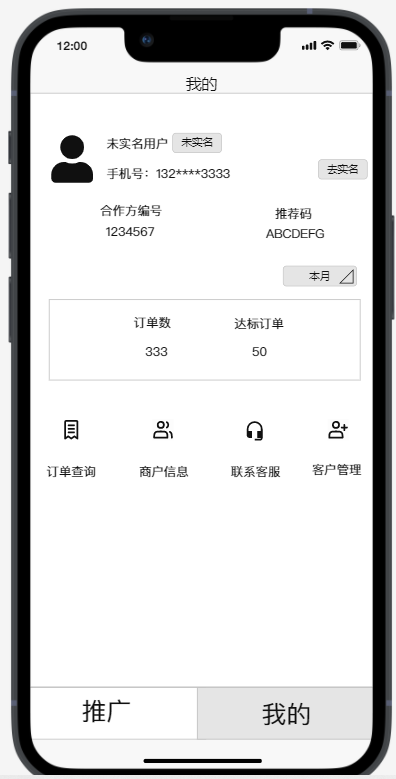 12:00
我的
未实名用户 未实名
手机号：132****3333
去实名
合作方编号 推荐码
1234567 ABCDEFG
本月
订单数 达标订单
333 50
订单查询 商户信息 联系客服 客户管理
推广 我的